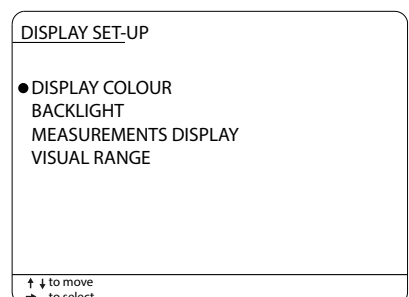 DISPLAY SET-UP
● DISPLAY COLOUR
BACKLIGHT
MEASUREMENTS DISPLAY
VISUAL RANGE
↑ ↓ to move
→ to select